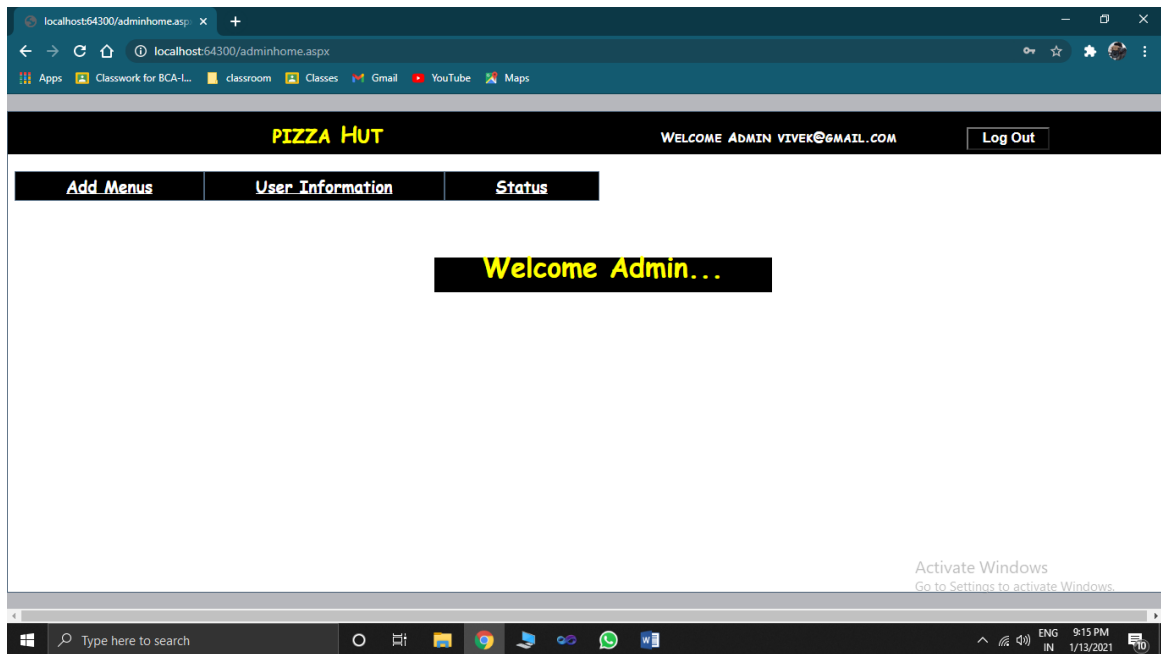 localhost:64300/adminhome.asp
localhost:64300/adminhome.aspx
Apps Classwork for BCA-I... classroom Classes Gmail YouTube Maps
PIZZA HUT WELCOME ADMIN VIVEK@GMAIL.COM Log Out
Add Menus User Information Status
Welcome Admin...
Activate Windows
Go to Settings to activate Windows.
Type here to search
ENG 9:15 PM
IN 1/13/2021
10